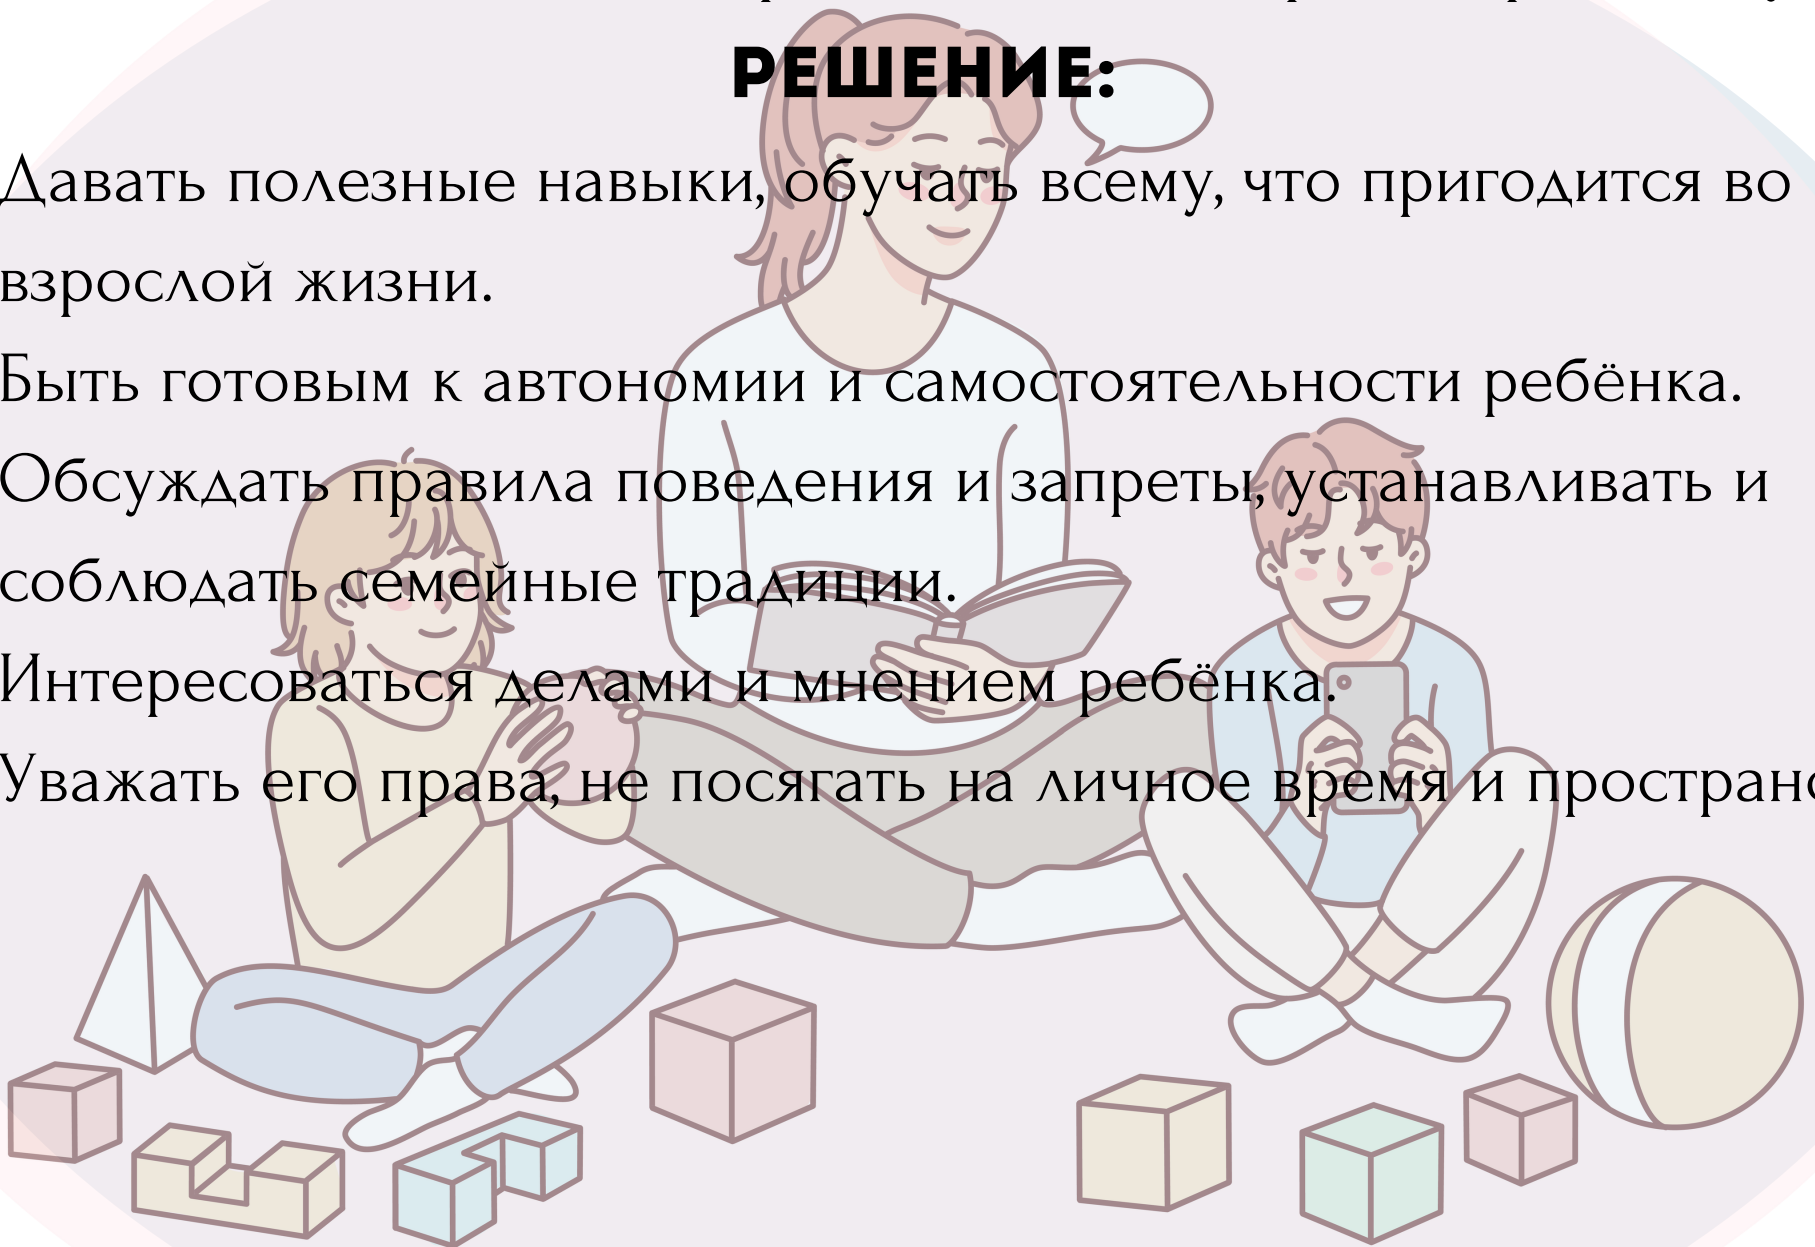 РЕШЕНИЕ:
Давать полезные навыки, обучать всему, что пригодится во
взрослой жизни.
Быть готовым к автономии и самостоятельности ребёнка.
Обсуждать правила поведения и запреты, устанавливать и
соблюдать семейные традиции.
Интересоваться делами и мнением ребёнка.
Уважать его права, не посягать на личное время и